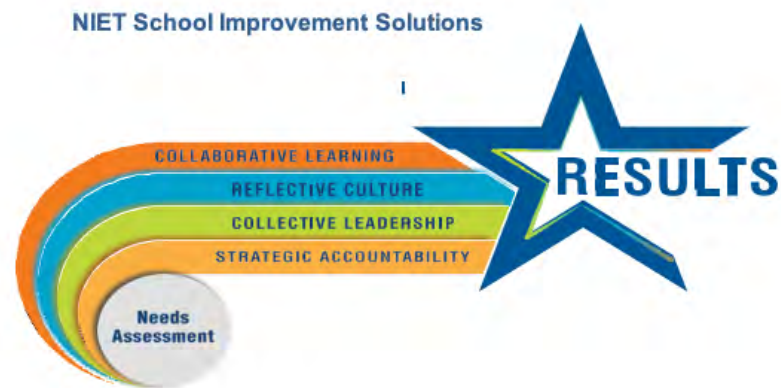 NIET School Improvement Solutions
COLLABORATIVE LEARNING
REFLECTIVE CULTURE
COLLECTIVE LEADERSHIP
STRATEGIC ACCOUNTABILITY
RESULTS
Needs
Assessment